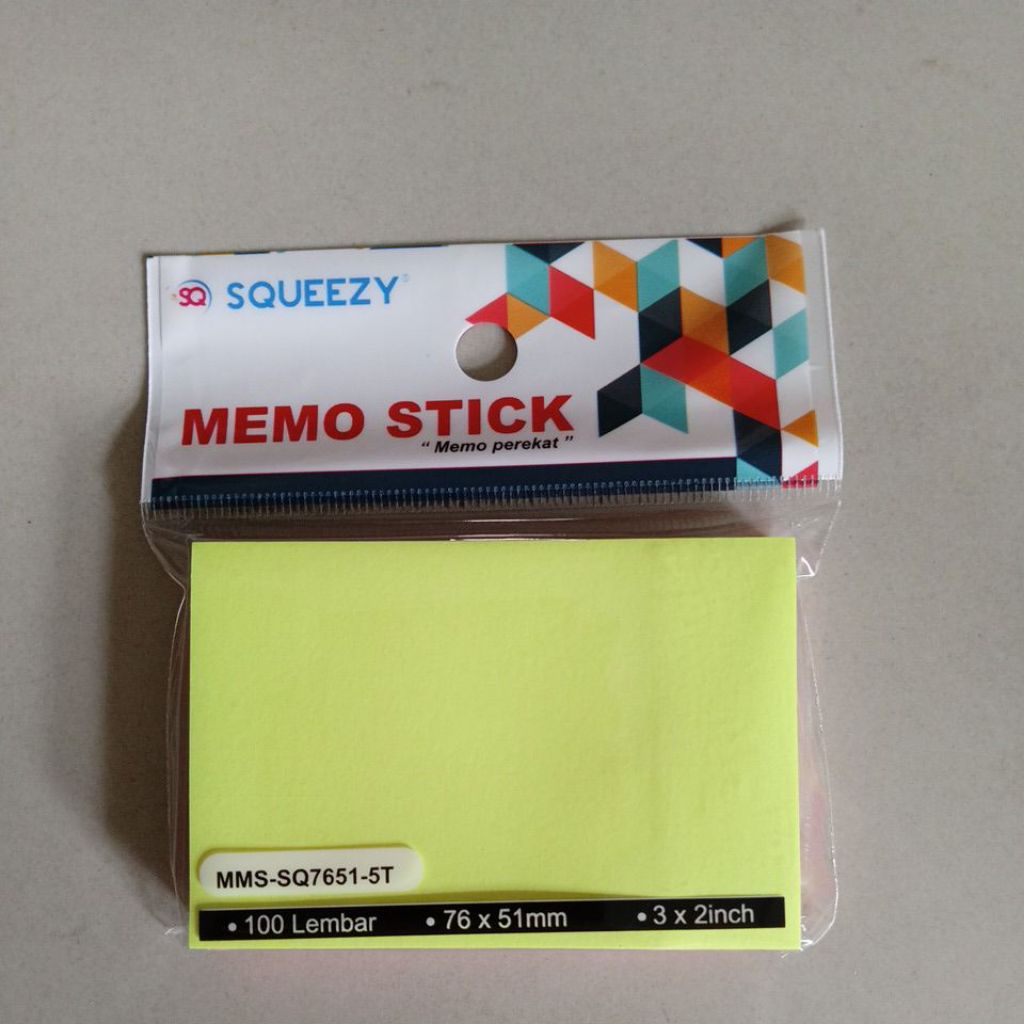 SQ SQUEEZY
MEMO STICK
“ Memo perekat ”
MMS-SQ7651-5T
• 100 Lembar • 76 x 51mm • 3 x 2inch